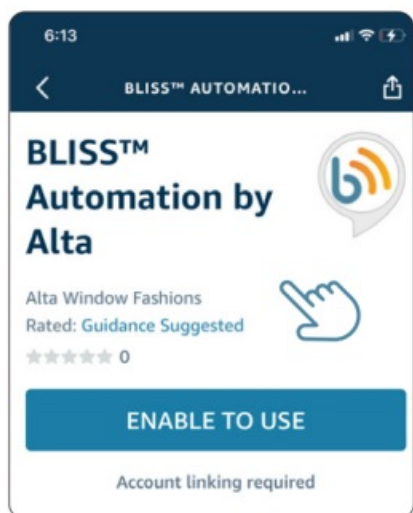 6:13
BLISS™ AUTOMATIO...
BLISS™
Automation by
Alta
Alta Window Fashions
Rated: Guidance Suggested
0
ENABLE TO USE
Account linking required